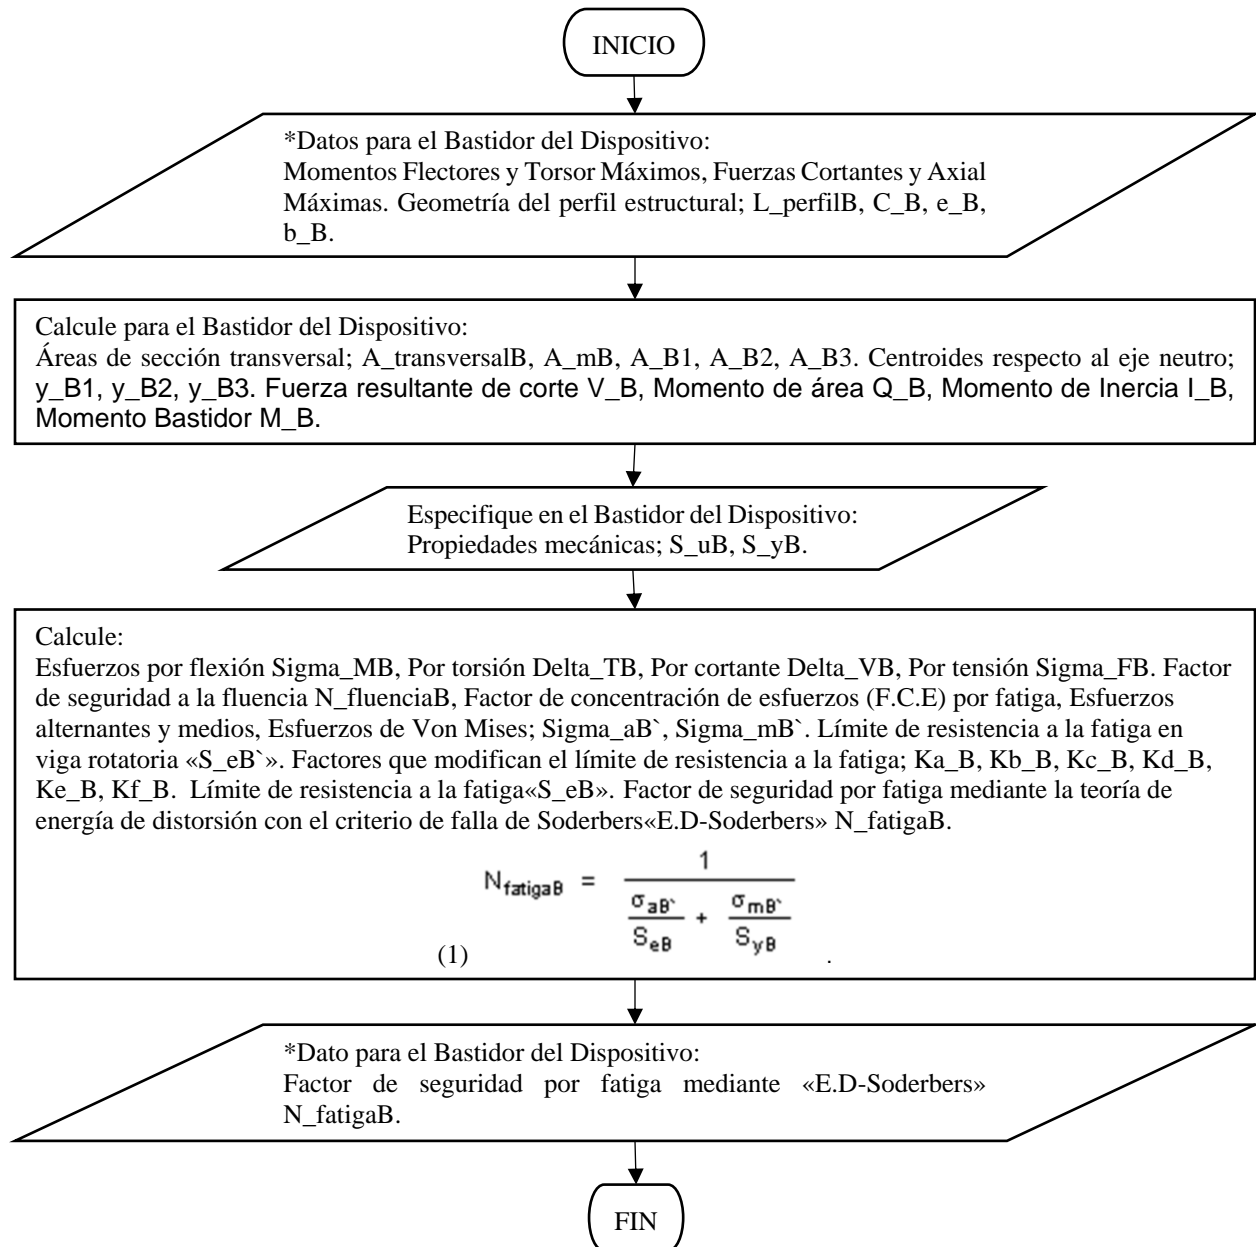 INICIO
*Datos para el Bastidor del Dispositivo:
Momentos Flectores y Torsor Máximos, Fuerzas Cortantes y Axial
Máximas. Geometría del perfil estructural; L_perfilB, C_B, e_B,
b_B.
Calcule para el Bastidor del Dispositivo:
Áreas de sección transversal; A_transversalB, A_mB, A_B1, A_B2, A_B3. Centroides respecto al eje neutro;
y_B1, y_B2, y_B3. Fuerza resultante de corte V_B, Momento de área Q_B, Momento de Inercia I_B,
Momento Bastidor M_B.
Especifique en el Bastidor del Dispositivo:
Propiedades mecánicas; S_uB, S_yB.
Calcule:
Esfuerzos por flexión Sigma_MB, Por torsión Delta_TB, Por cortante Delta_VB, Por tensión Sigma_FB. Factor
de seguridad a la fluencia N_fluenciaB, Factor de concentración de esfuerzos (F.C.E) por fatiga, Esfuerzos
alternantes y medios, Esfuerzos de Von Mises; Sigma_aB`, Sigma_mB`. Límite de resistencia a la fatiga en
viga rotatoria «S_eB`». Factores que modifican el límite de resistencia a la fatiga; Ka_B, Kb_B, Kc_B, Kd_B,
Ke_B, Kf_B. Límite de resistencia a la fatiga«S_eB». Factor de seguridad por fatiga mediante la teoría de
energía de distorsión con el criterio de falla de Soderbers«E.D-Soderbers» N_fatigaB.
(1) N_fatigaB = 1 / (σ_aB` / S_eB + σ_mB` / S_yB) .
*Dato para el Bastidor del Dispositivo:
Factor de seguridad por fatiga mediante «E.D-Soderbers»
N_fatigaB.
FIN